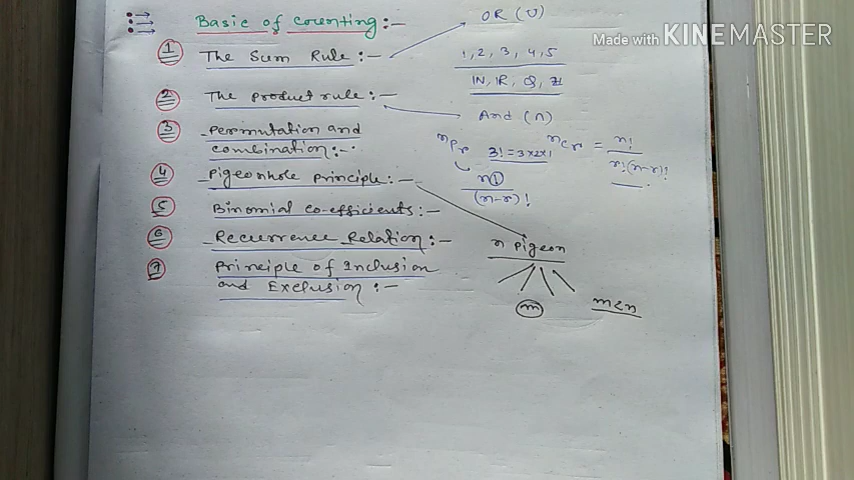 Basic of Counting:-
① The Sum Rule:-
② The Product rule:-
③ Permutation and
combination:-
④ Pigeonhole principle:-
⑤ Binomial co-efficients:-
⑥ Recurrence Relation:-
⑦ Principle of Inclusion
and Exclusion:-
OR (U)
Made with KINEMASTER
1, 2, 3, 4, 5
IN, IR, Q, Z
And (∩)
nPr 3! = 3×2×1 nCr = n!
r!(n-r)!
n!
(n-r)!
n Pigeon
m m<n